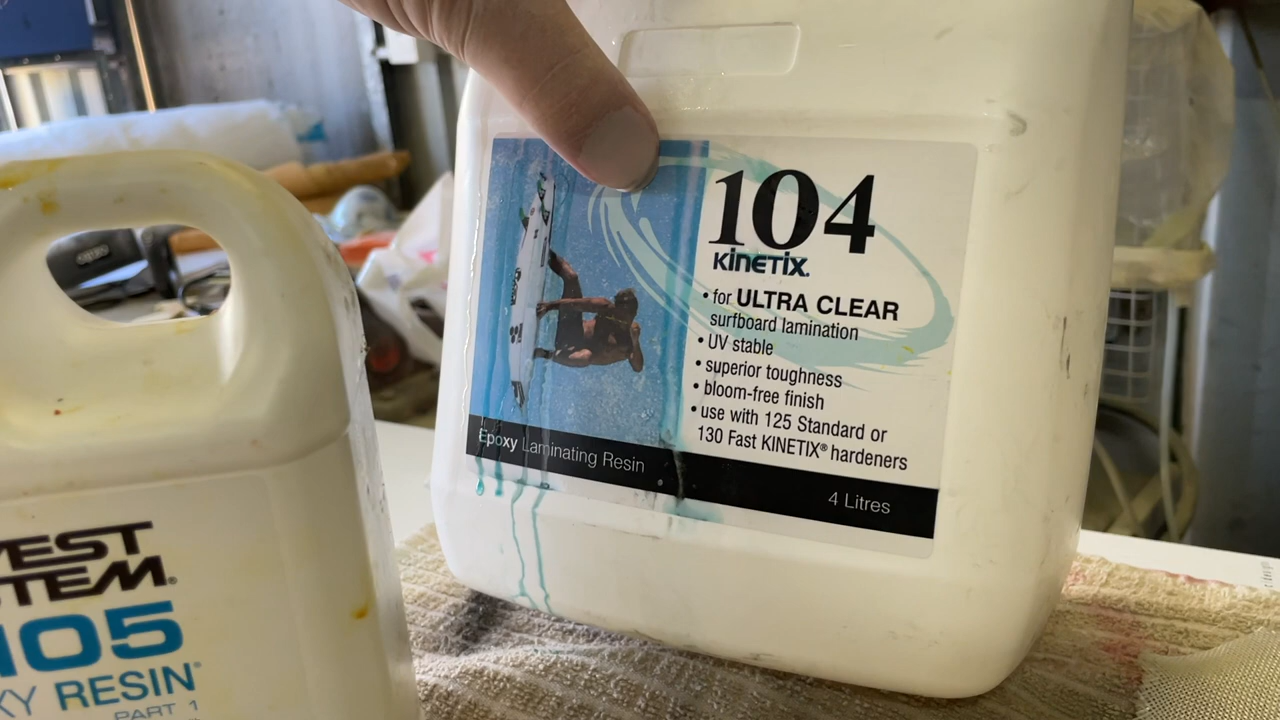 104
KINETIX.
• for ULTRA CLEAR
surfboard lamination
• UV stable
• superior toughness
• bloom-free finish
• use with 125 Standard or
130 Fast KINETIX® hardeners
Epoxy Laminating Resin
4 Litres
EST
TEM®
105
XY RESIN®
PART 1